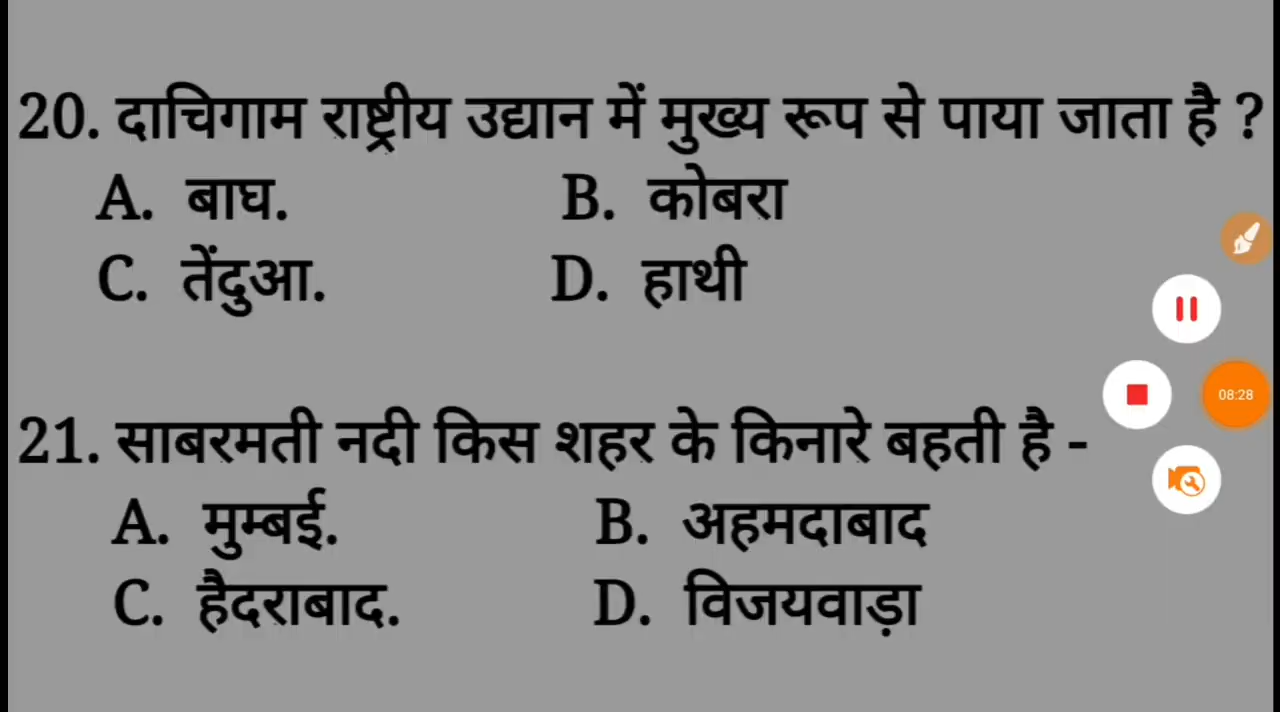 20. दाचिगाम राष्ट्रीय उद्यान में मुख्य रूप से पाया जाता है ?
A. बाघ. B. कोबरा
C. तेंदुआ. D. हाथी
21. साबरमती नदी किस शहर के किनारे बहती है -
A. मुम्बई. B. अहमदाबाद
C. हैदराबाद. D. विजयवाड़ा
08:28